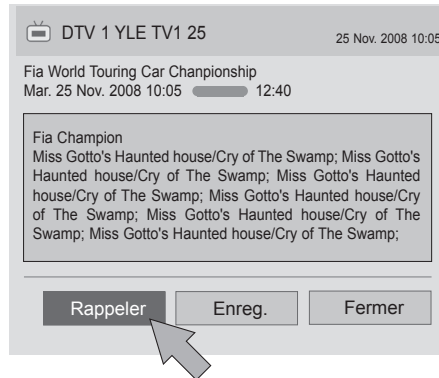 DTV 1 YLE TV1 25
25 Nov. 2008 10:05
Fia World Touring Car Chanpionship
Mar. 25 Nov. 2008 10:05 12:40
Fia Champion
Miss Gotto's Haunted house/Cry of The Swamp; Miss Gotto's
Haunted house/Cry of The Swamp; Miss Gotto's Haunted
house/Cry of The Swamp; Miss Gotto's Haunted house/Cry
of The Swamp; Miss Gotto's Haunted house/Cry of The
Swamp; Miss Gotto's Haunted house/Cry of The Swamp;
Rappeler
Enreg.
Fermer